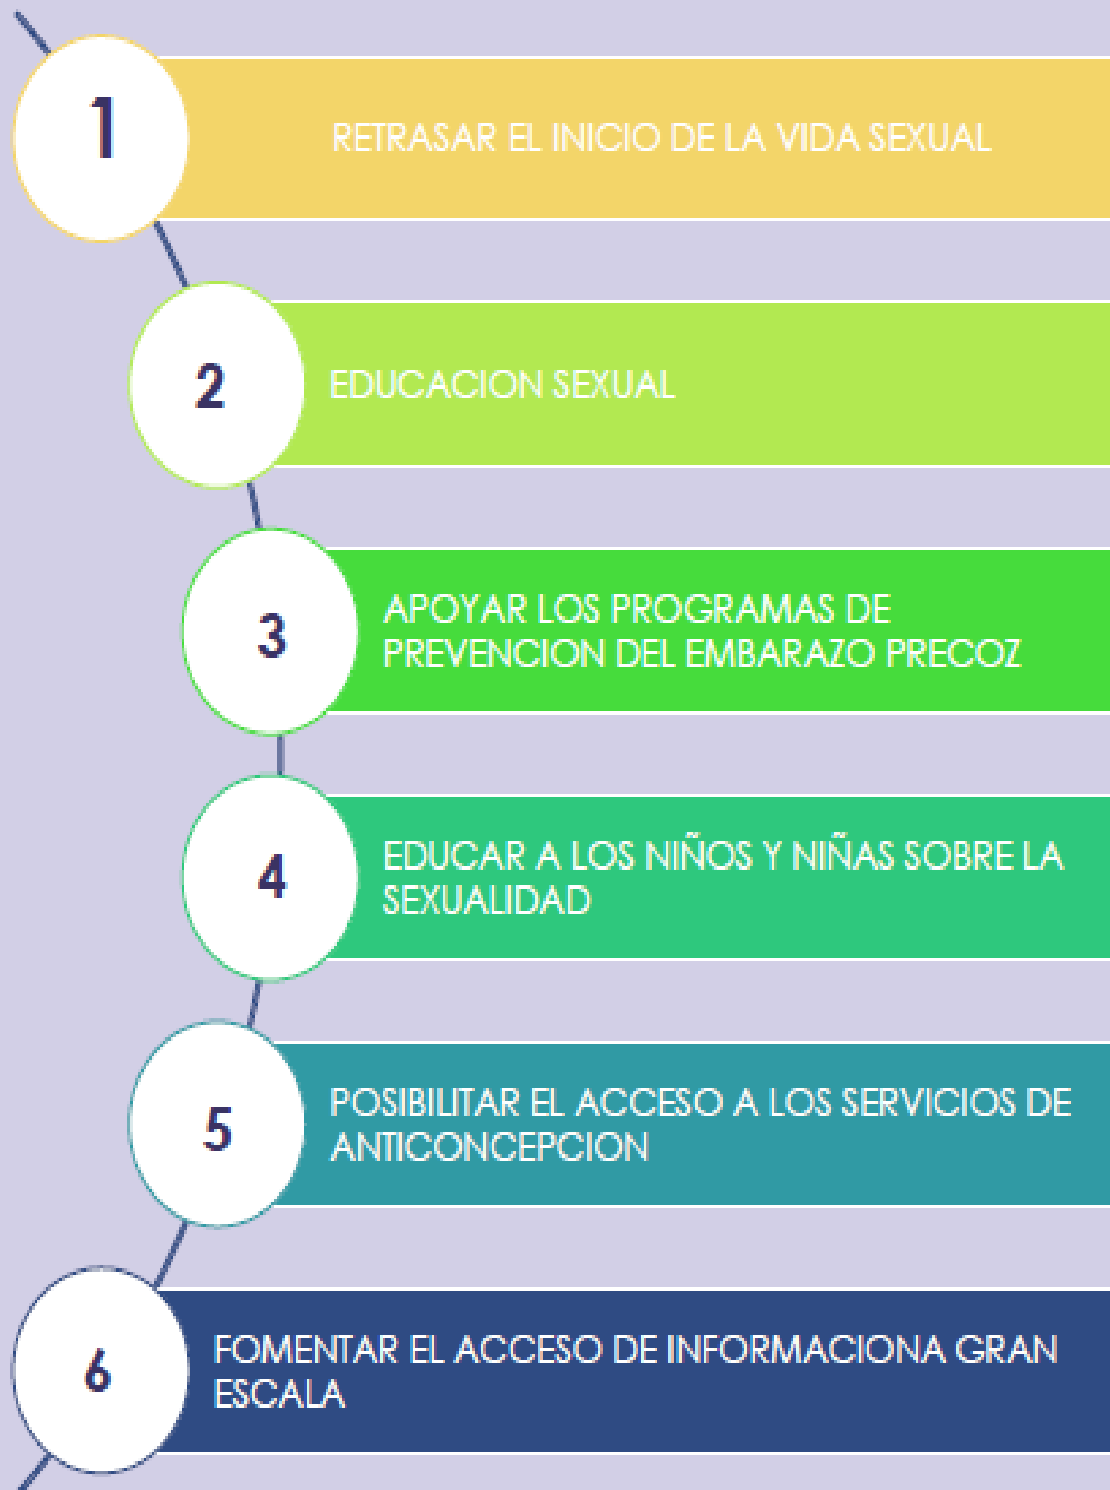 1
RETRASAR EL INICIO DE LA VIDA SEXUAL
2
EDUCACION SEXUAL
3
APOYAR LOS PROGRAMAS DE
PREVENCION DEL EMBARAZO PRECOZ
4
EDUCAR A LOS NIÑOS Y NIÑAS SOBRE LA
SEXUALIDAD
5
POSIBILITAR EL ACCESO A LOS SERVICIOS DE
ANTICONCEPCION
6
FOMENTAR EL ACCESO DE INFORMACIONA GRAN
ESCALA